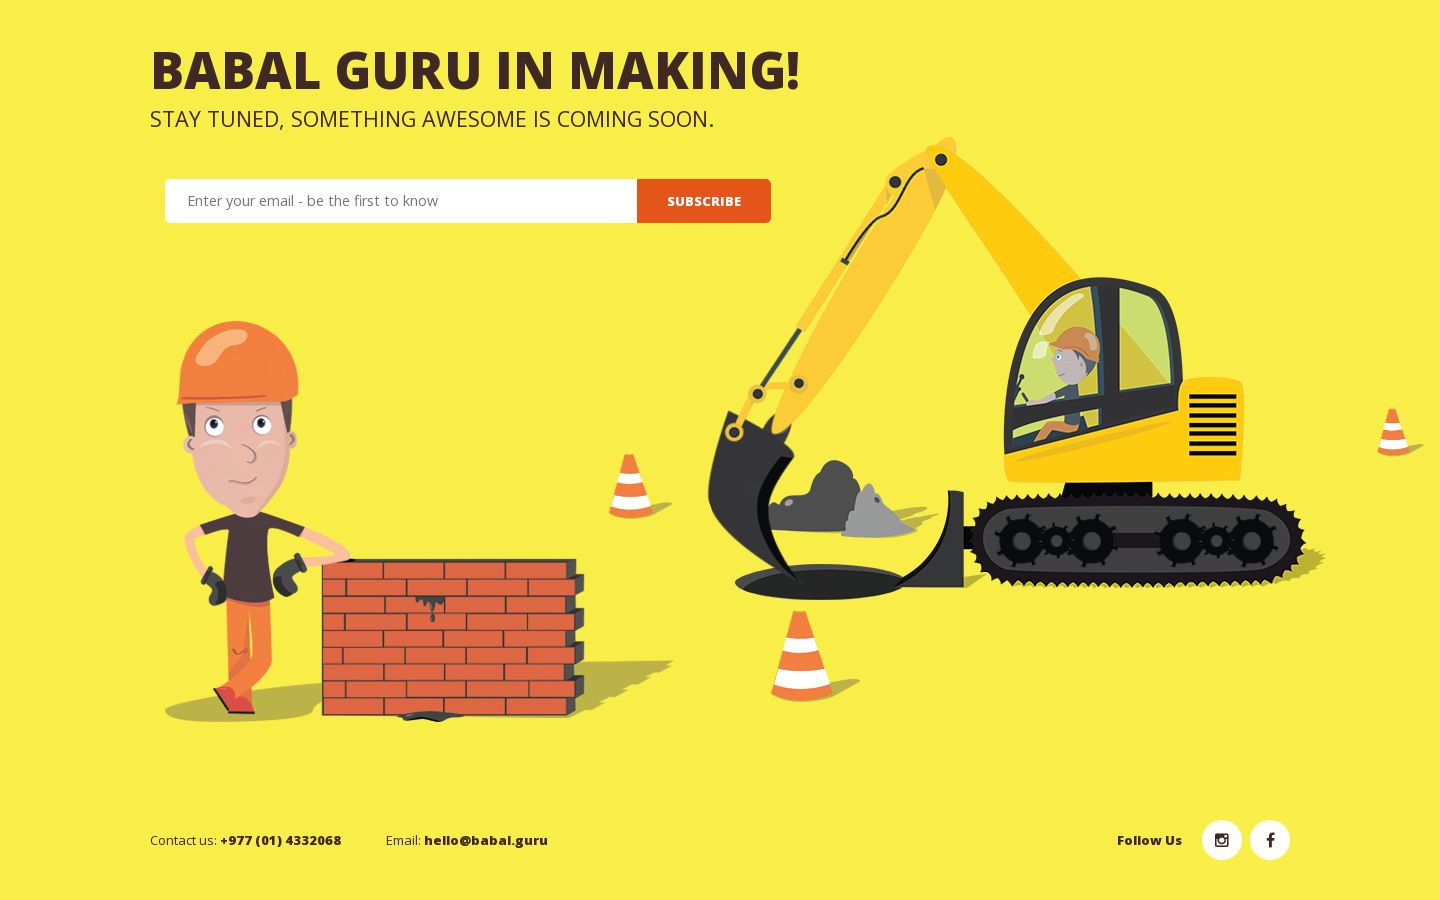 BABAL GURU IN MAKING!
STAY TUNED, SOMETHING AWESOME IS COMING SOON.
Enter your email - be the first to know
SUBSCRIBE
Contact us: +977 (01) 4332068
Email: hello@babal.guru
Follow Us